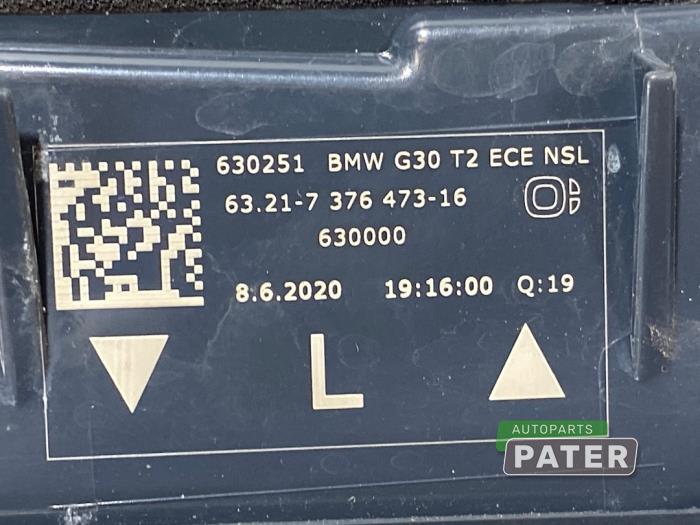 630251 BMW G30 T2 ECE NSL
63.21-7 376 473-16
630000
8.6.2020 19:16:00 Q:19
L
AUTOPARTS
PATER